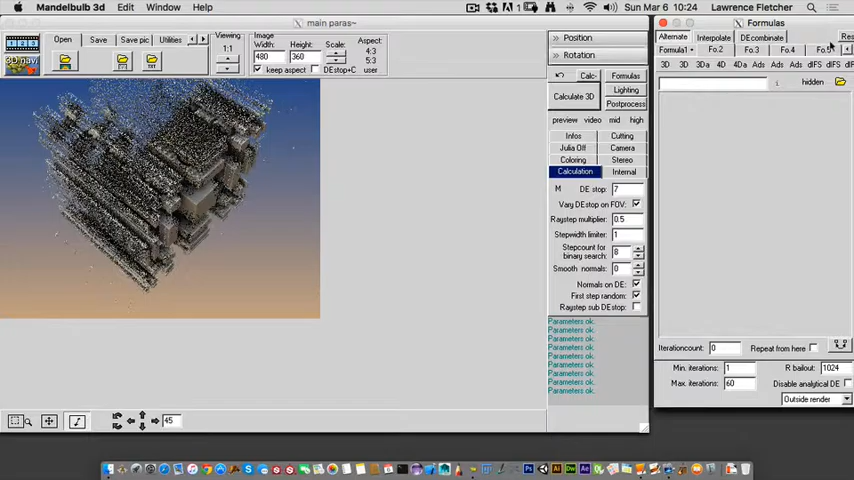 Mandelbulb 3d Edit Window Help Sun Mar 6 10:24 Lawrence Fletcher
main paras~
Open Save Save pic Utilities
Viewing
1:1
Image
Width: Height: Scale:
480 360
keep aspect DEstop+C
Aspect:
4:3
5:3
user
3D navi
Position
Rotation
Calc- Formulas
Calculate 3D Lighting
Postprocess
preview video mid high
Infos Cutting
Julia Off Camera
Coloring Stereo
Calculation Internal
M DE stop: 7
Vary DEstop on FOV:
Raystep multiplier: 0.5
Stepwidth limiter: 1
Stepcount for
binary search: 8
Smooth normals: 0
Normals on DE:
First step random:
Raystep sub DEstop:
Parameters ok.
Parameters ok.
Parameters ok.
Parameters ok.
Parameters ok.
Parameters ok.
Parameters ok.
Parameters ok.
Parameters ok.
45
Formulas
Alternate Interpolate DEcombinate Res
Formula1 Fo.2 Fo.3 Fo.4 Fo.5
3D 3D 3Da 4D 4Da Ads Ads Ads dIFS dIFS dIF
hidden
Iterationcount: 0 Repeat from here
Min. iterations: 1 R bailout: 1024
Max. iterations: 60 Disable analytical DE
Outside render